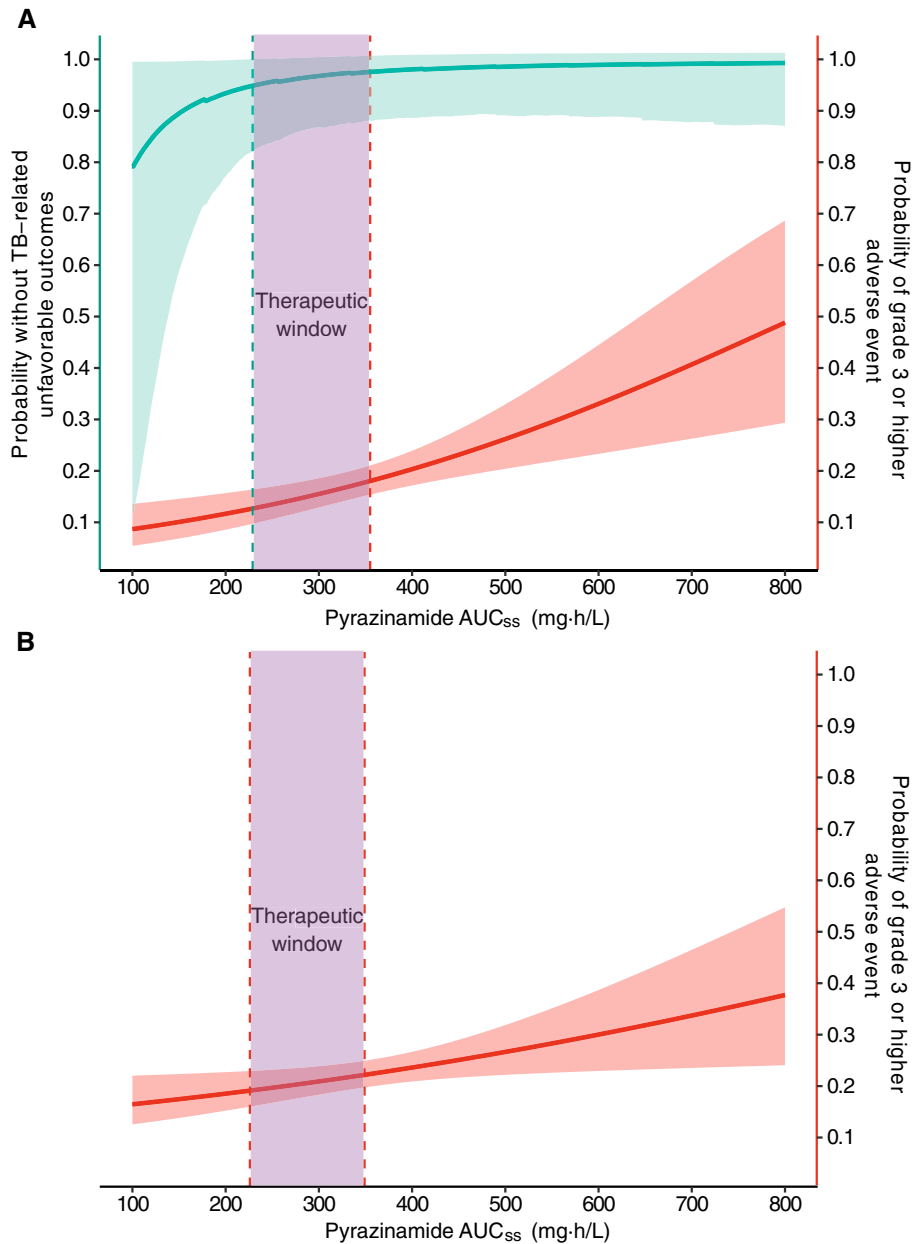 A
Probability without TB−related
unfavorable outcomes
1.0
0.9
0.8
0.7
0.6
0.5
0.4
0.3
0.2
0.1
Therapeutic
window
1.0
0.9
0.8
0.7
0.6
0.5
0.4
0.3
0.2
0.1
Probability of grade 3 or higher
adverse event
100 200 300 400 500 600 700 800
Pyrazinamide AUCss (mg·h/L)
B
Therapeutic
window
1.0
0.9
0.8
0.7
0.6
0.5
0.4
0.3
0.2
0.1
Probability of grade 3 or higher
adverse event
100 200 300 400 500 600 700 800
Pyrazinamide AUCss (mg·h/L)